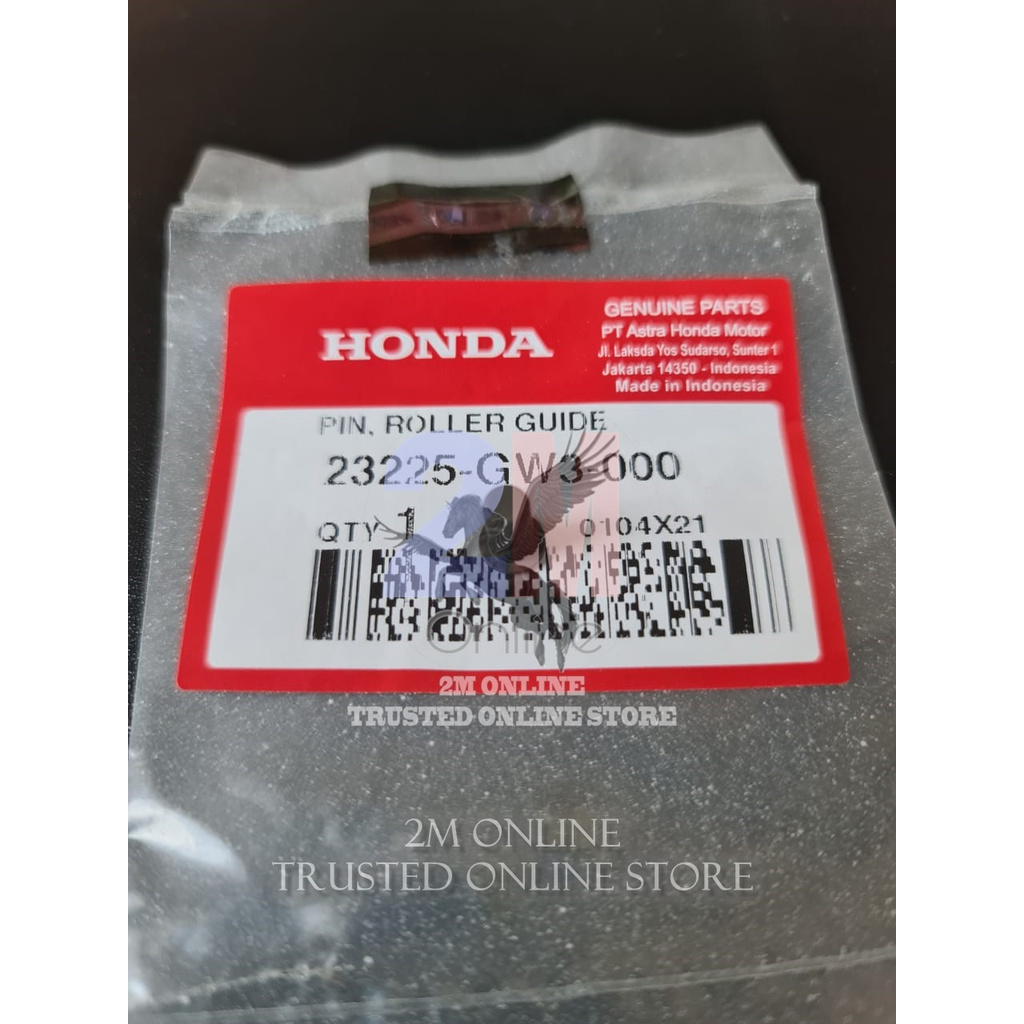 HONDA
GENUINE PARTS
PT Astra Honda Motor
Jl. Laksda Yos Sudarso, Sunter 1
Jakarta 14350 - Indonesia
Made in Indonesia
PIN, ROLLER GUIDE
23225-GW3-000
QTY 1 0104X21
2M
Online
2M ONLINE
TRUSTED ONLINE STORE
2M ONLINE
TRUSTED ONLINE STORE